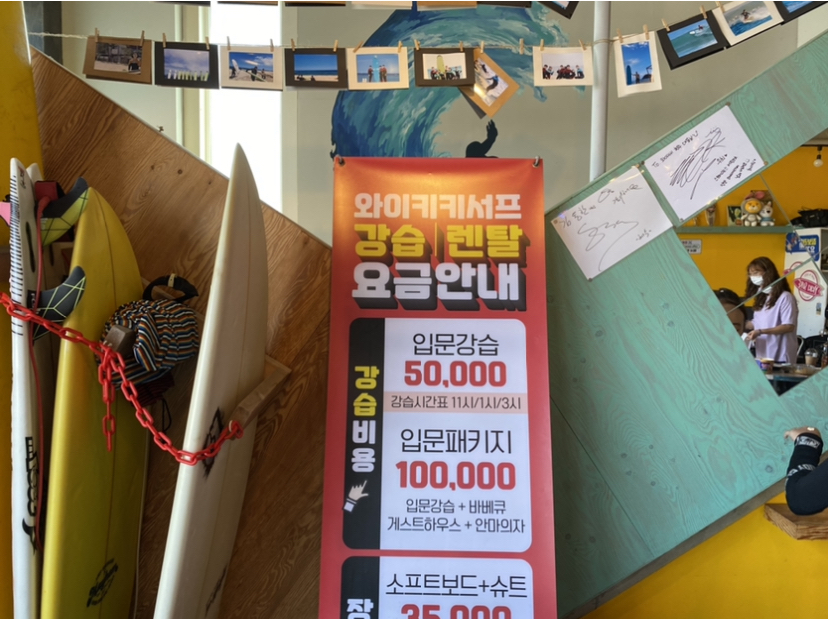 와이키키서프
강습 | 렌탈
요금안내
강습비용
입문강습
50,000
강습시간표 11시/1시/3시
입문패키지
100,000
입문강습 + 바베큐
게스트하우스 + 안마의자
장
소프트보드+슈트
35,000